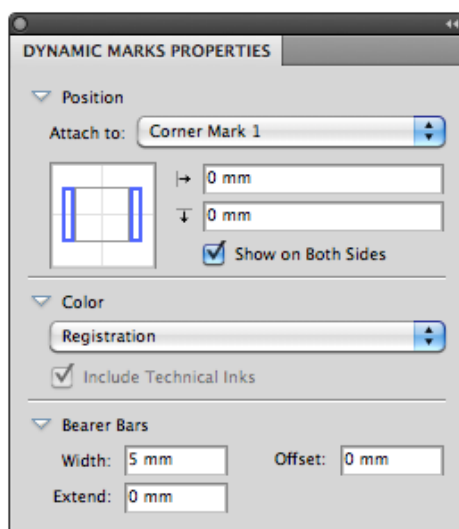 DYNAMIC MARKS PROPERTIES
Position
Attach to: Corner Mark 1
0 mm
0 mm
Show on Both Sides
Color
Registration
Include Technical Inks
Bearer Bars
Width: 5 mm Offset: 0 mm
Extend: 0 mm